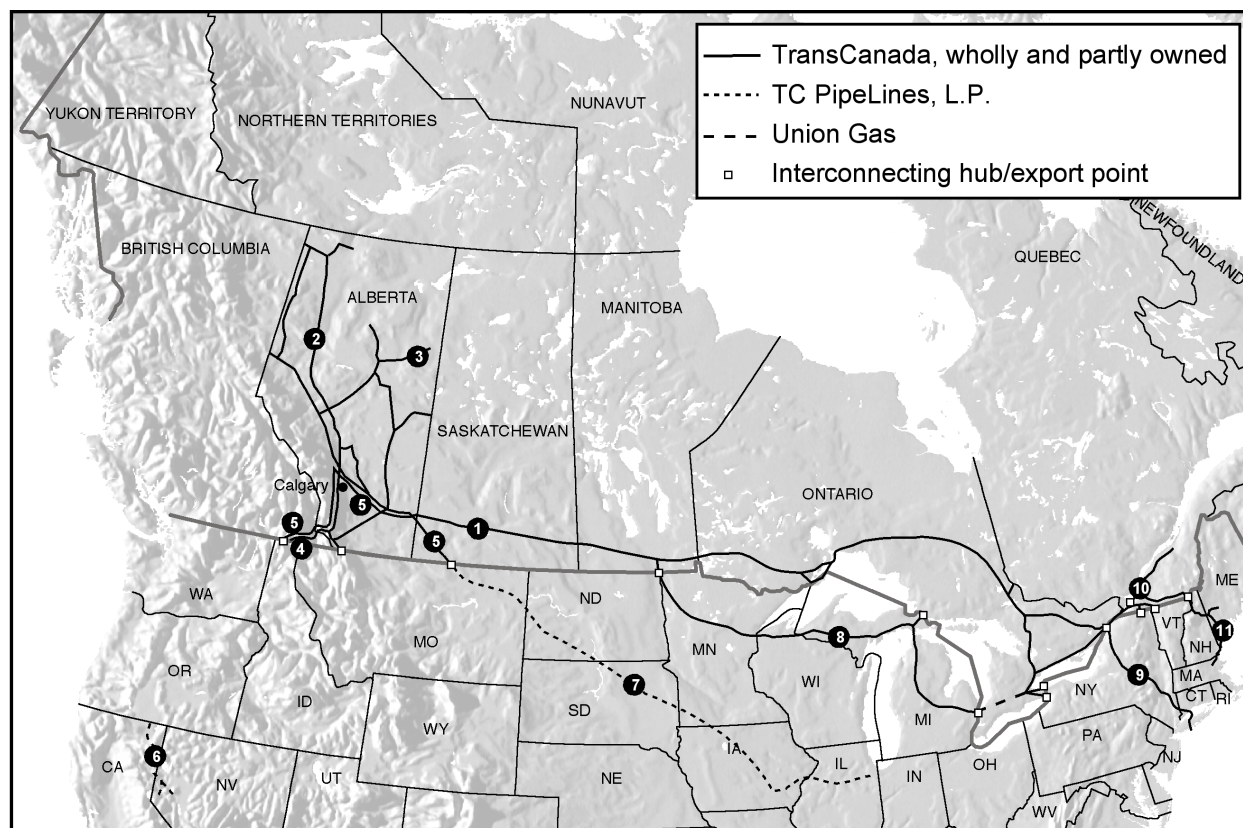 TransCanada, wholly and partly owned
TC PipeLines, L.P.
Union Gas
Interconnecting hub/export point
YUKON TERRITORY
NORTHERN TERRITORIES
NUNAVUT
NEWFOUNDLAND
BRITISH COLUMBIA
QUEBEC
ALBERTA
MANITOBA
2
3
SASKATCHEWAN
Calgary
5
ONTARIO
5
1
4
5
WA
ND
10
ME
MO
MN
8
VT
11
NH
OR
ID
SD
7
WI
MI
NY
9
MA
CT
RI
WY
PA
6
CA
NV
UT
NE
IA
IL
IN
OH
NJ
WV